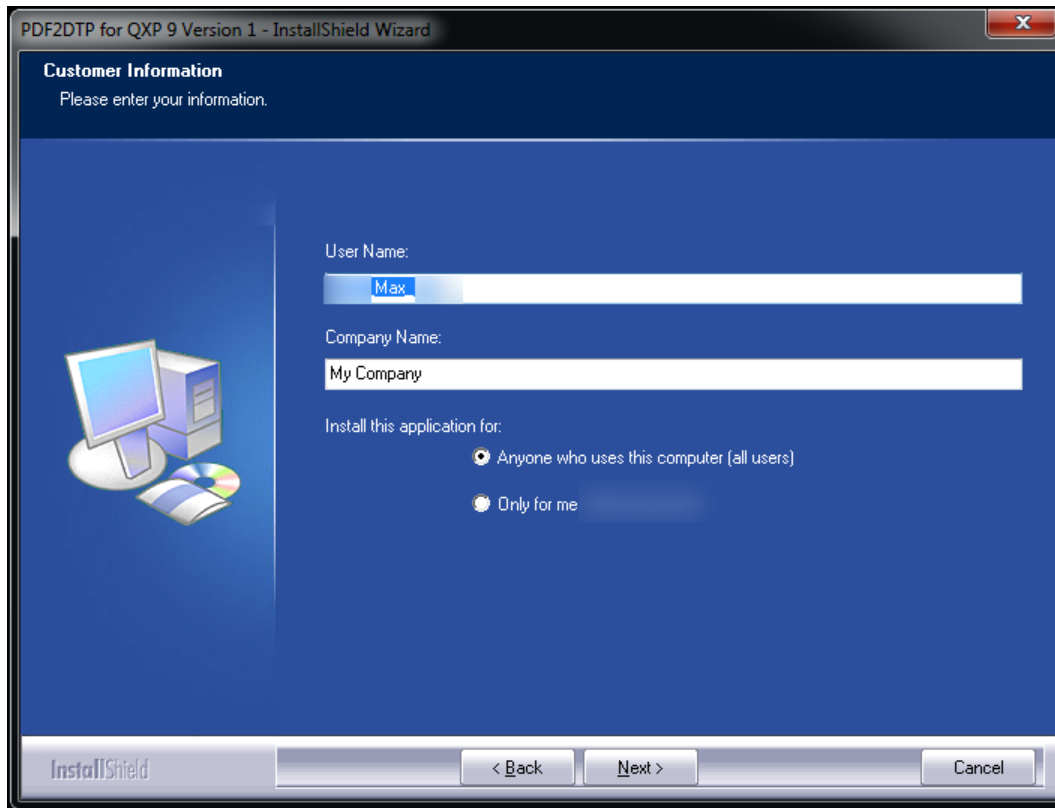 PDF2DTP for QXP 9 Version 1 - InstallShield Wizard
Customer Information
Please enter your information.
User Name:
Max
Company Name:
My Company
Install this application for:
Anyone who uses this computer (all users)
Only for me
InstallShield
< Back
Next >
Cancel